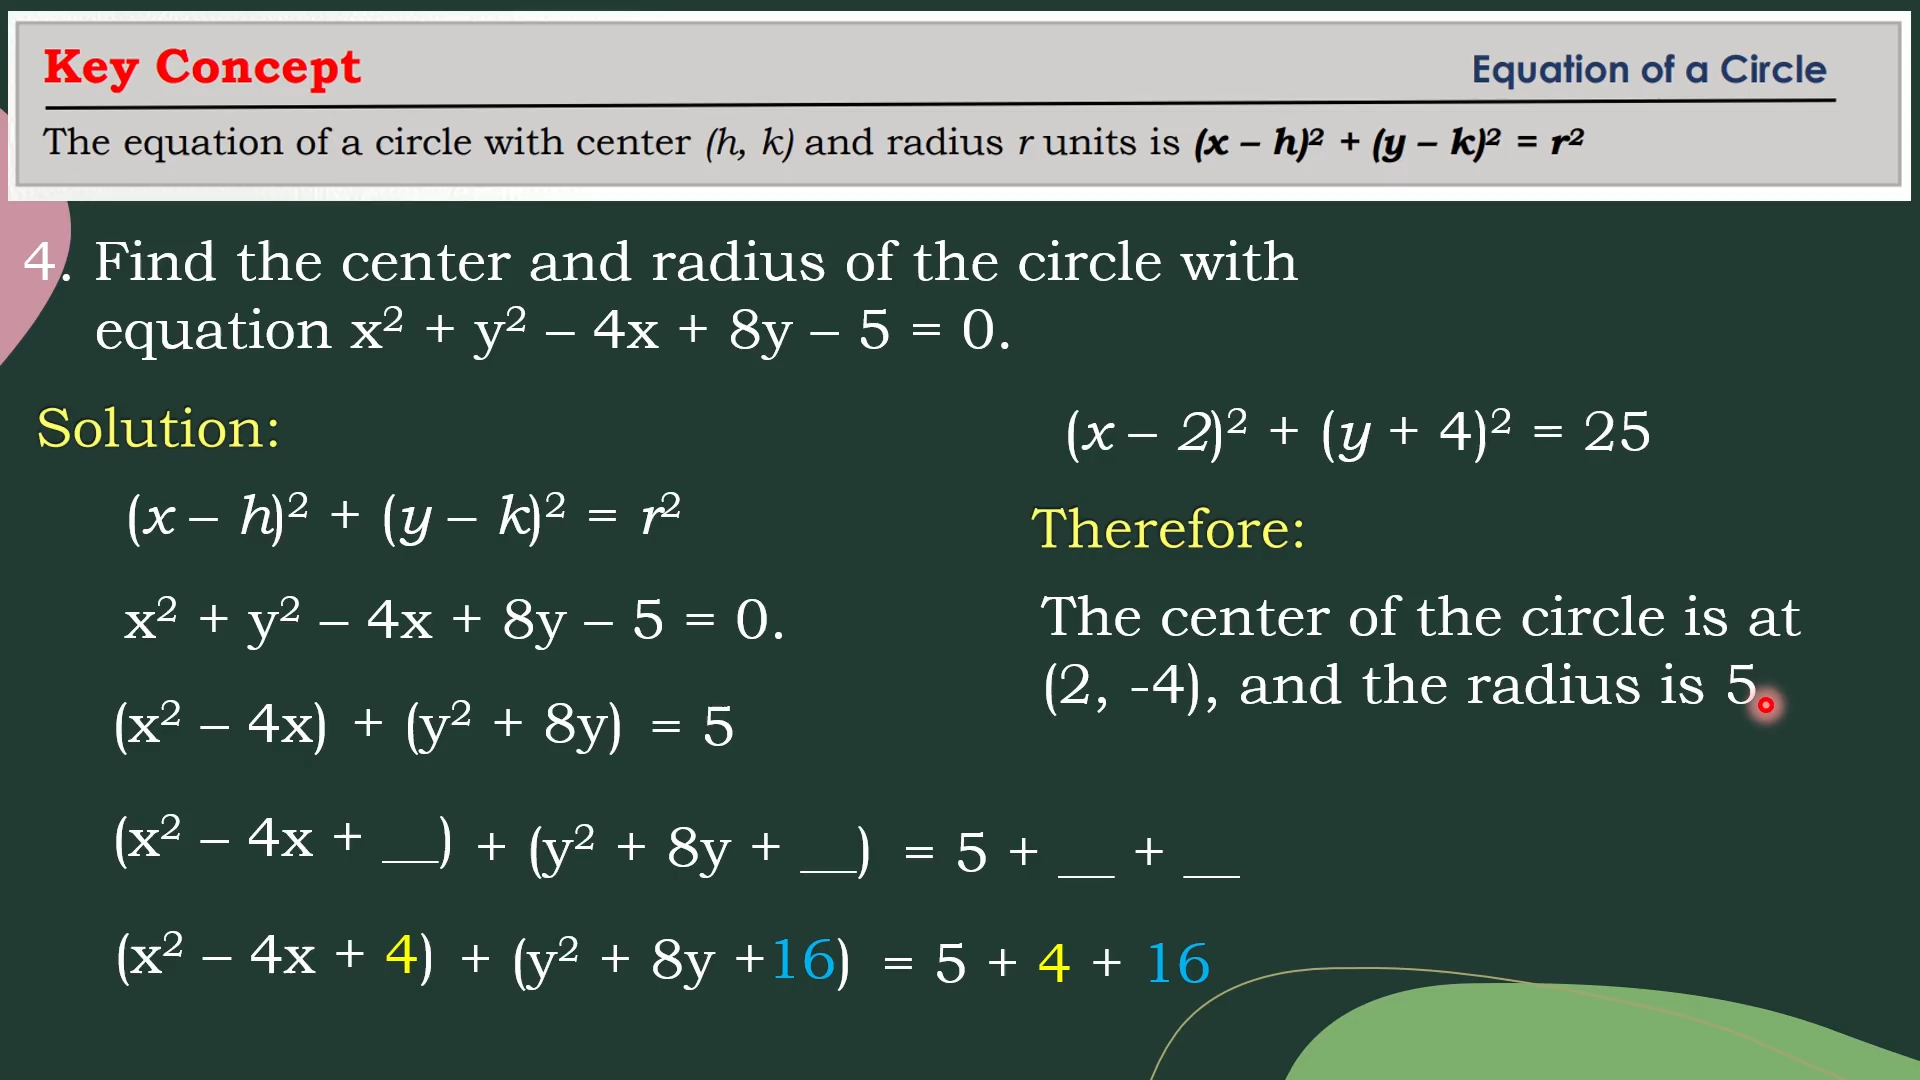 Key Concept
Equation of a Circle
The equation of a circle with center (h, k) and radius r units is (x – h)² + (y – k)² = r²
4. Find the center and radius of the circle with
equation x² + y² – 4x + 8y – 5 = 0.
Solution:
(x – h)² + (y – k)² = r²
x² + y² – 4x + 8y – 5 = 0.
(x² – 4x) + (y² + 8y) = 5
(x² – 4x + __) + (y² + 8y + __) = 5 + __ + __
(x² – 4x + 4) + (y² + 8y +16) = 5 + 4 + 16
(x – 2)² + (y + 4)² = 25
Therefore:
The center of the circle is at
(2, -4), and the radius is 5.